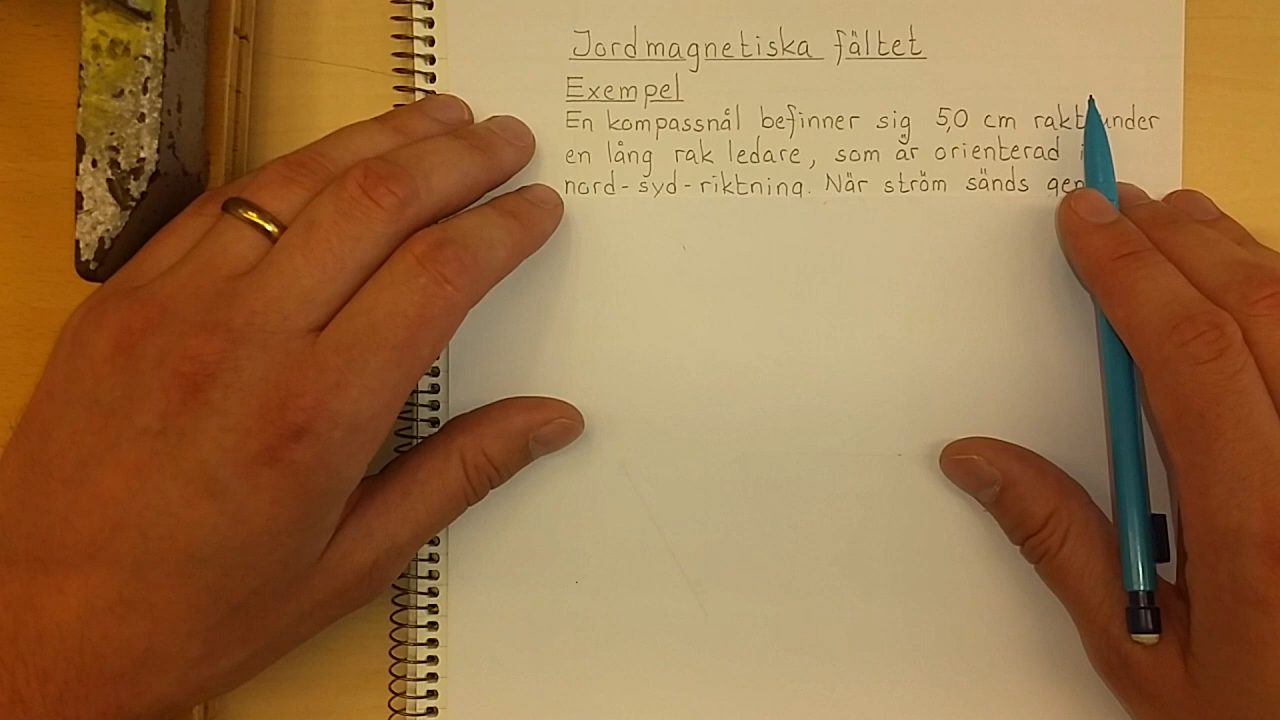 Jordmagnetiska fältet
Exempel
En kompassnål befinner sig 5,0 cm rakt under
en lång rak ledare, som är orienterad
nord-syd-riktning. När ström sänds gen